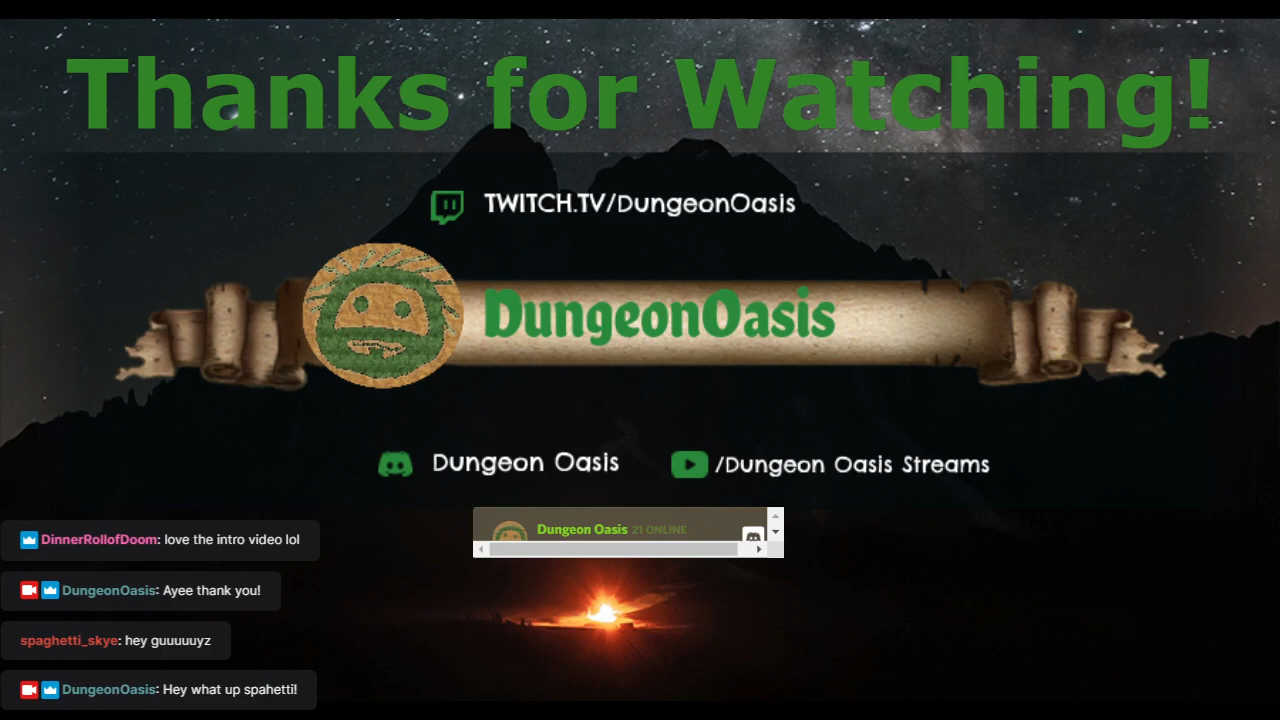 Thanks for Watching!
TWITCH.TV/DungeonOasis
DungeonOasis
Dungeon Oasis
/Dungeon Oasis Streams
Dungeon Oasis 21 ONLINE
DinnerRollofDoom: love the intro video lol
DungeonOasis: Ayee thank you!
spaghetti_skye: hey guuuuuyz
DungeonOasis: Hey what up spahetti!